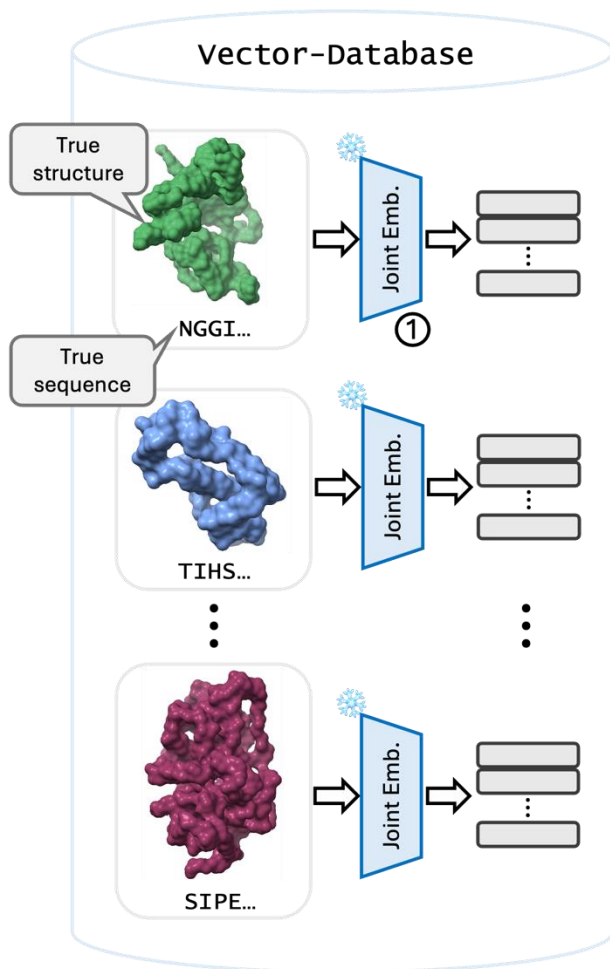 Vector-Database
True
structure
Joint Emb.
NGGI...
1
True
sequence
Joint Emb.
TIHS...
Joint Emb.
SIPE...